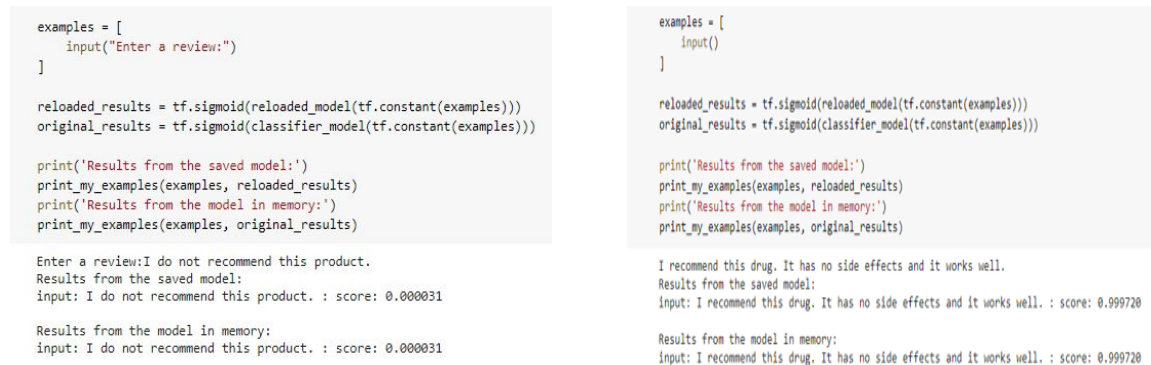 examples = [
    input("Enter a review:")
]
reloaded_results = tf.sigmoid(reloaded_model(tf.constant(examples)))
original_results = tf.sigmoid(classifier_model(tf.constant(examples)))
print('Results from the saved model:')
print_my_examples(examples, reloaded_results)
print('Results from the model in memory:')
print_my_examples(examples, original_results)
Enter a review:I do not recommend this product.
Results from the saved model:
input: I do not recommend this product. : score: 0.000031
Results from the model in memory:
input: I do not recommend this product. : score: 0.000031
examples = [
    input()
]
reloaded_results = tf.sigmoid(reloaded_model(tf.constant(examples)))
original_results = tf.sigmoid(classifier_model(tf.constant(examples)))
print('Results from the saved model:')
print_my_examples(examples, reloaded_results)
print('Results from the model in memory:')
print_my_examples(examples, original_results)
I recommend this drug. It has no side effects and it works well.
Results from the saved model:
input: I recommend this drug. It has no side effects and it works well. : score: 0.999720
Results from the model in memory:
input: I recommend this drug. It has no side effects and it works well. : score: 0.999720